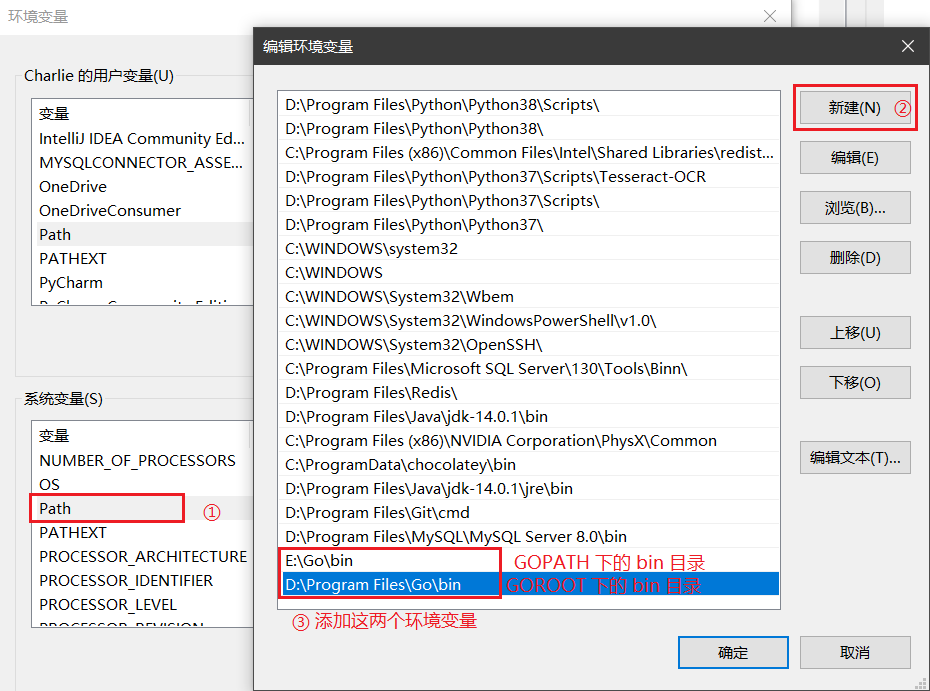 环境变量
Charlie 的用户变量(U)
变量
IntelliJ IDEA Community Ed...
MYSQLCONNECTOR_ASSE...
OneDrive
OneDriveConsumer
Path
PATHEXT
PyCharm
系统变量(S)
变量
NUMBER_OF_PROCESSORS
OS
Path
①
PATHEXT
PROCESSOR_ARCHITECTURE
PROCESSOR_IDENTIFIER
PROCESSOR_LEVEL
PROCESSOR_REVISION
编辑环境变量
D:\Program Files\Python\Python38\Scripts\
D:\Program Files\Python\Python38\
C:\Program Files (x86)\Common Files\Intel\Shared Libraries\redist...
D:\Program Files\Python\Python37\Scripts\Tesseract-OCR
D:\Program Files\Python\Python37\Scripts\
D:\Program Files\Python\Python37\
C:\WINDOWS\system32
C:\WINDOWS
C:\WINDOWS\System32\Wbem
C:\WINDOWS\System32\WindowsPowerShell\v1.0\
C:\WINDOWS\System32\OpenSSH\
C:\Program Files\Microsoft SQL Server\130\Tools\Binn\
D:\Program Files\Redis\
D:\Program Files\Java\jdk-14.0.1\bin
C:\Program Files (x86)\NVIDIA Corporation\PhysX\Common
C:\ProgramData\chocolatey\bin
D:\Program Files\Java\jdk-14.0.1\jre\bin
D:\Program Files\Git\cmd
D:\Program Files\MySQL\MySQL Server 8.0\bin
E:\Go\bin
GOPATH 下的 bin 目录
D:\Program Files\Go\bin
GOROOT 下的 bin 目录
③ 添加这两个环境变量
新建(N)
②
编辑(E)
浏览(B)...
删除(D)
上移(U)
下移(O)
编辑文本(T)...
确定
取消